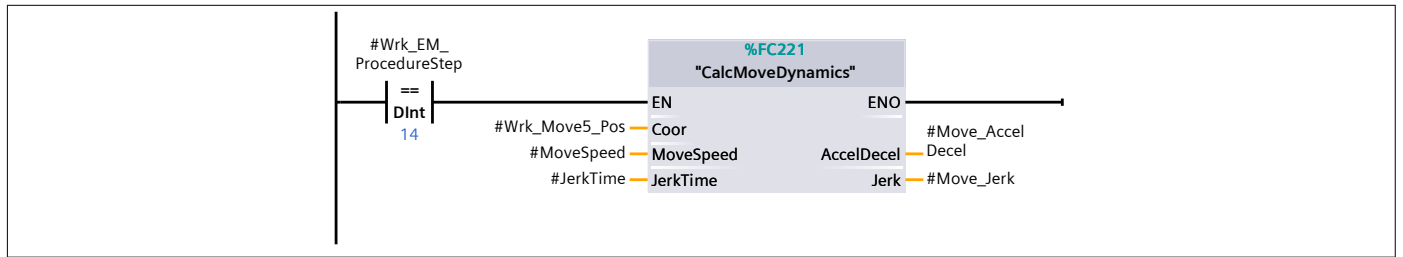 #Wrk_EM_
ProcedureStep
==
DInt
14
%FC221
"CalcMoveDynamics"
EN
ENO
#Wrk_Move5_Pos
Coor
#MoveSpeed
MoveSpeed
#JerkTime
JerkTime
AccelDecel
#Move_Accel
Decel
Jerk
#Move_Jerk